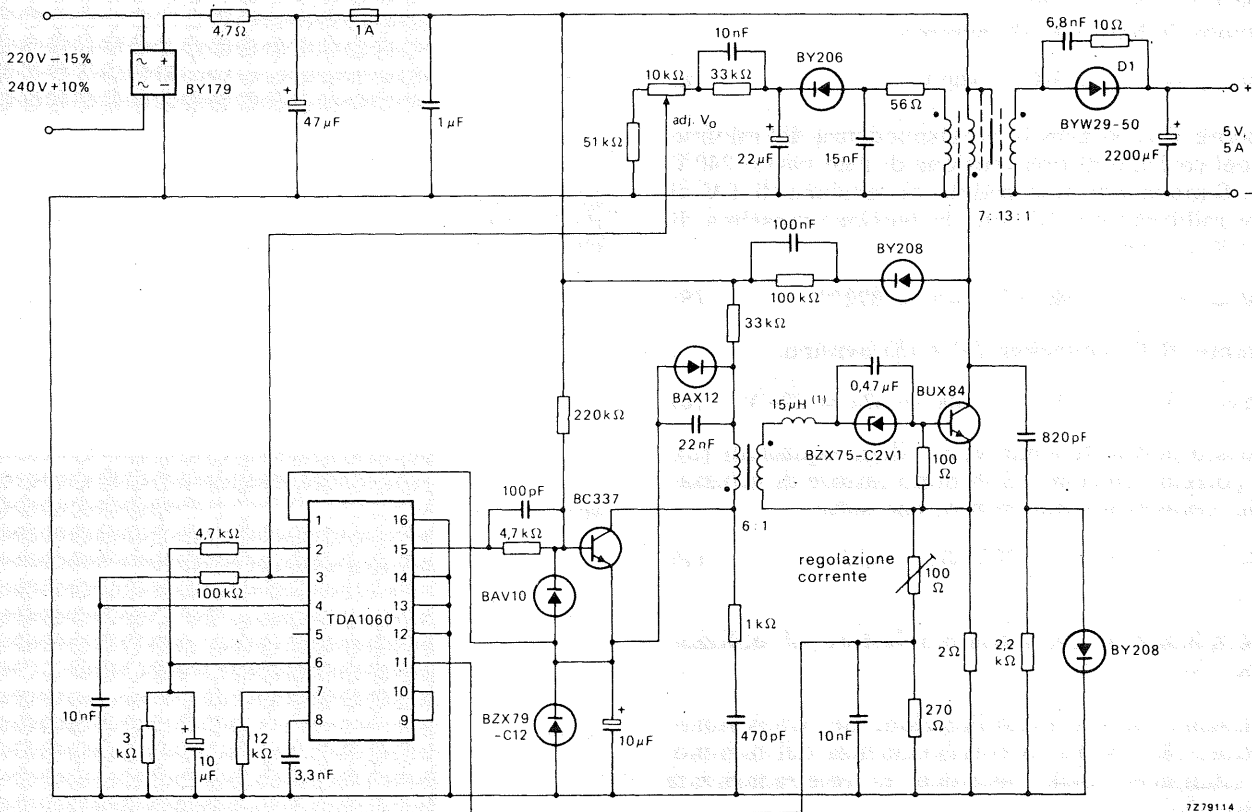 220V−15%
240V+10%
BY179
4,7Ω
1A
47µF
+
1µF
51kΩ
10kΩ
adj. Vo
10nF
33kΩ
22µF
+
BY206
15nF
56Ω
7:13:1
6,8nF
10Ω
D1
BYW29-50
2200µF
+
+
5V,
5A
−
100nF
100kΩ
BY208
33kΩ
BAX12
22nF
220kΩ
15µH (1)
0,47µF
BZX75-C2V1
BUX84
100
Ω
820pF
6:1
100pF
4,7kΩ
BC337
BAV10
BZX79
-C12
10µF
+
1kΩ
470pF
regolazione
corrente
100
Ω
10nF
270
Ω
2Ω
2,2
kΩ
BY208
4,7kΩ
100kΩ
TDA1060
1
2
3
4
5
6
7
8
16
15
14
13
12
11
10
9
10nF
3
kΩ
10
µF
+
12
kΩ
3,3nF
7Z79114